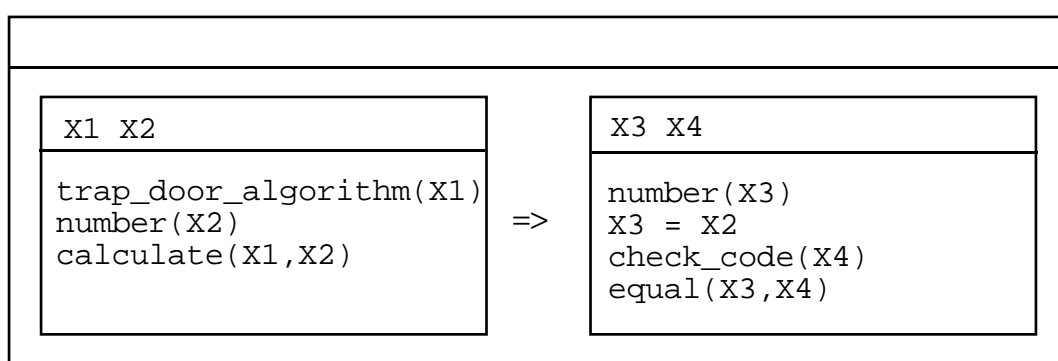 X1 X2
trap_door_algorithm(X1)
number(X2)
calculate(X1,X2)
=>
X3 X4
number(X3)
X3 = X2
check_code(X4)
equal(X3,X4)